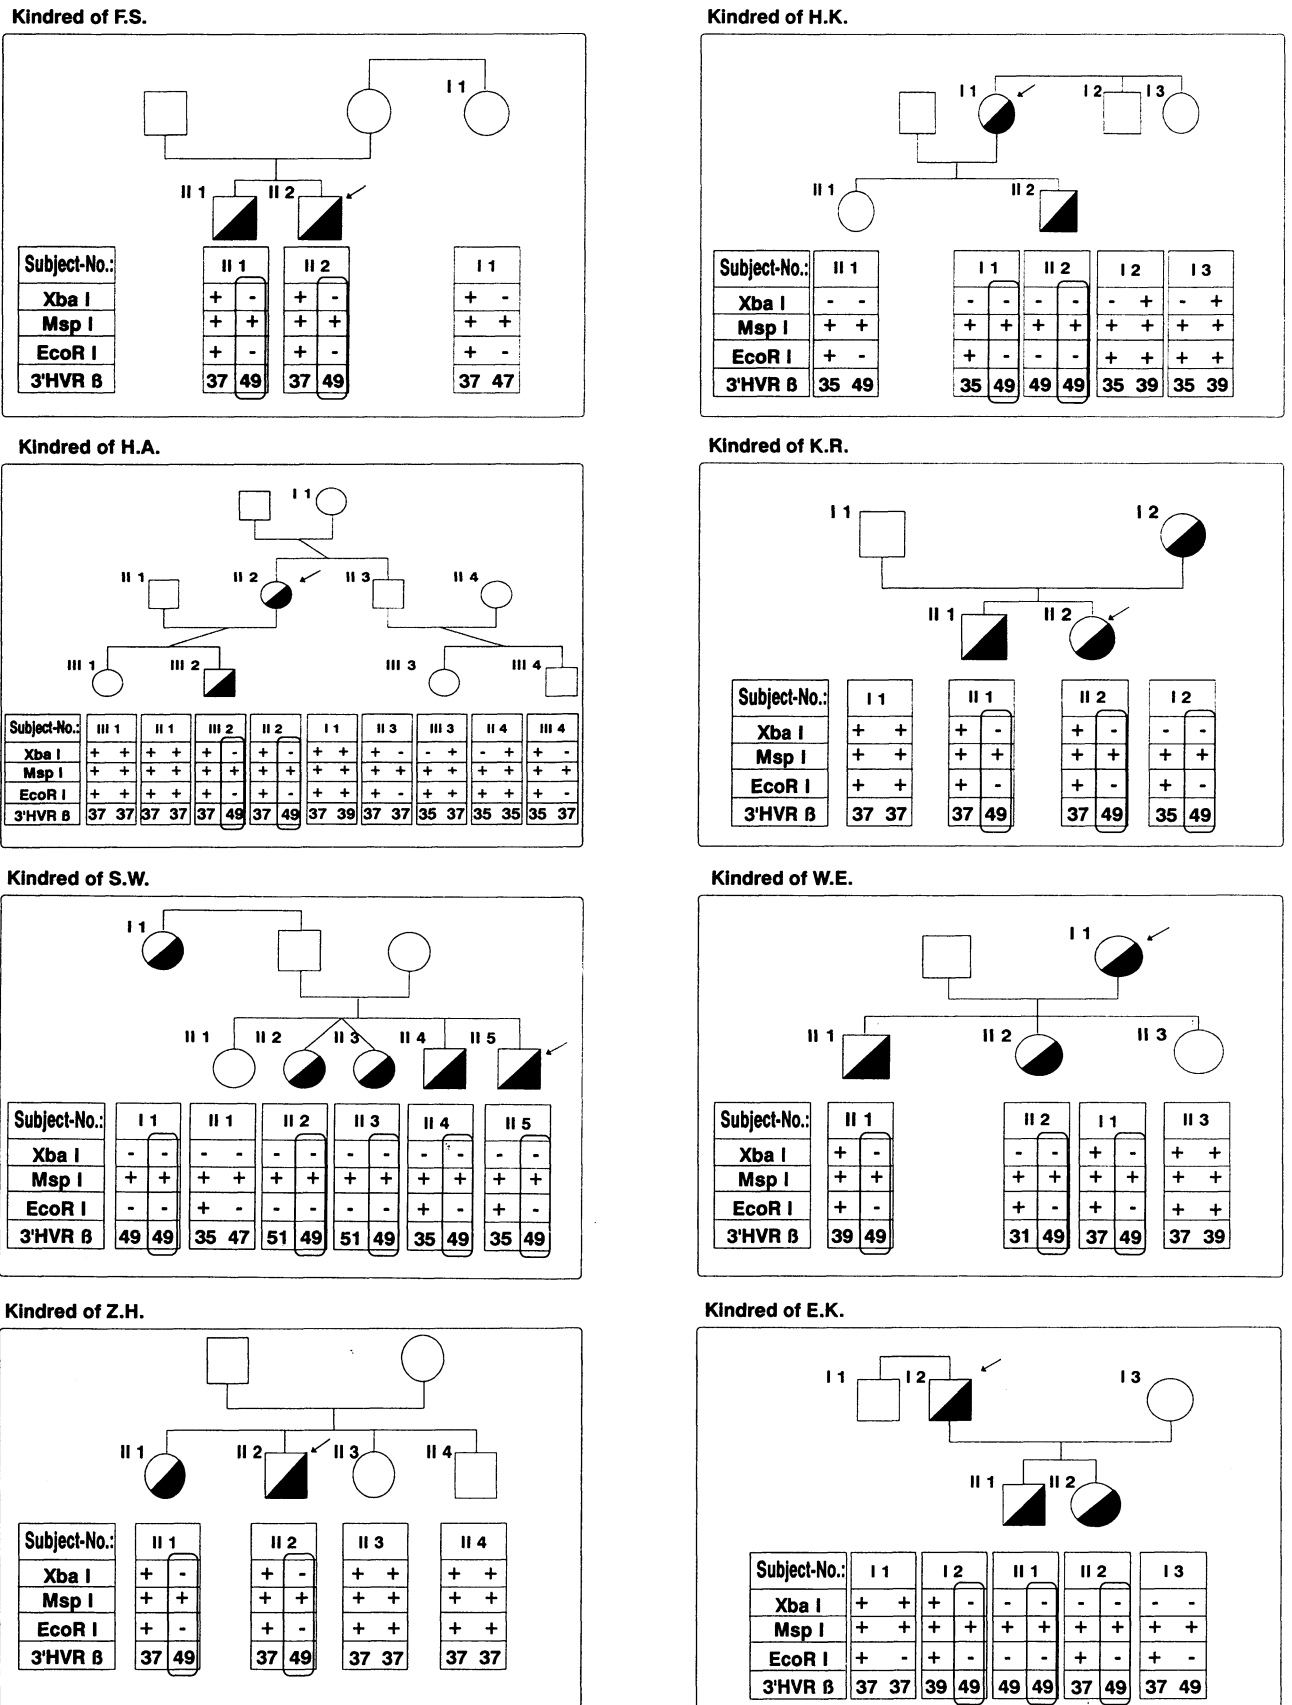 Kindred of F.S.
I 1
II 1 II 2
Subject-No.: II 1 II 2 I 1
Xba I + - + - + -
Msp I + + + + + +
EcoR I + - + - + -
3'HVR ß 37 49 37 49 37 47
Kindred of H.K.
I 1 I 2 I 3
II 1 II 2
Subject-No.: II 1 I 1 II 2 I 2 I 3
Xba I - - - - - - - + - +
Msp I + + + + + + + + + +
EcoR I + - + - - - + + + +
3'HVR ß 35 49 35 49 49 49 35 39 35 39
Kindred of H.A.
I 1
II 1 II 2 II 3 II 4
III 1 III 2 III 3 III 4
Subject-No.: III 1 II 1 III 2 II 2 I 1 II 3 III 3 II 4 III 4
Xba I + + + + + - + - + + + - - + - + + -
Msp I + + + + + + + + + + + + + + + + + +
EcoR I + + + + + - + - + + + - + + + + + -
3'HVR ß 37 37 37 37 37 49 37 49 37 39 37 37 35 37 35 35 35 37
Kindred of K.R.
I 1 I 2
II 1 II 2
Subject-No.: I 1 II 1 II 2 I 2
Xba I + + + - + - - -
Msp I + + + + + + + +
EcoR I + + + - + - + -
3'HVR ß 37 37 37 49 37 49 35 49
Kindred of S.W.
I 1
II 1 II 2 II 3 II 4 II 5
Subject-No.: I 1 II 1 II 2 II 3 II 4 II 5
Xba I - - - - - - - - - - - -
Msp I + + + + + + + + + + + +
EcoR I - - + - - - - - + - + -
3'HVR ß 49 49 35 47 51 49 51 49 35 49 35 49
Kindred of W.E.
I 1
II 1 II 2 II 3
Subject-No.: II 1 II 2 I 1 II 3
Xba I + - - - + - + +
Msp I + + + + + + + +
EcoR I + - + - + - + +
3'HVR ß 39 49 31 49 37 49 37 39
Kindred of Z.H.
II 1 II 2 II 3 II 4
Subject-No.: II 1 II 2 II 3 II 4
Xba I + - + - + + + +
Msp I + + + + + + + +
EcoR I + - + - + + + +
3'HVR ß 37 49 37 49 37 37 37 37
Kindred of E.K.
I 1 I 2 I 3
II 1 II 2
Subject-No.: I 1 I 2 II 1 II 2 I 3
Xba I + + + - - - - - - -
Msp I + + + + + + + + + +
EcoR I + - + - - - + - + -
3'HVR ß 37 37 39 49 49 49 37 49 37 49